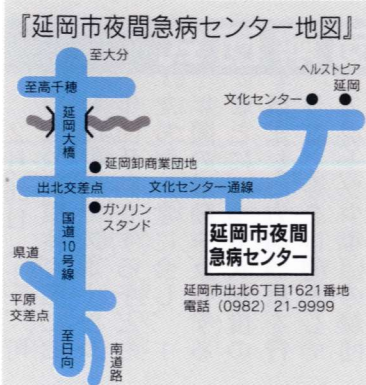 『延岡市夜間急病センター地図』
至大分
ヘルストピア
延岡
至高千穂
文化センター
延岡大橋
延岡卸商業団地
出北交差点
文化センター通線
ガソリン
スタンド
国道10号線
延岡市夜間
急病センター
県道
延岡市出北6丁目1621番地
電話（0982）21-9999
平原
交差点
至日向
南道路